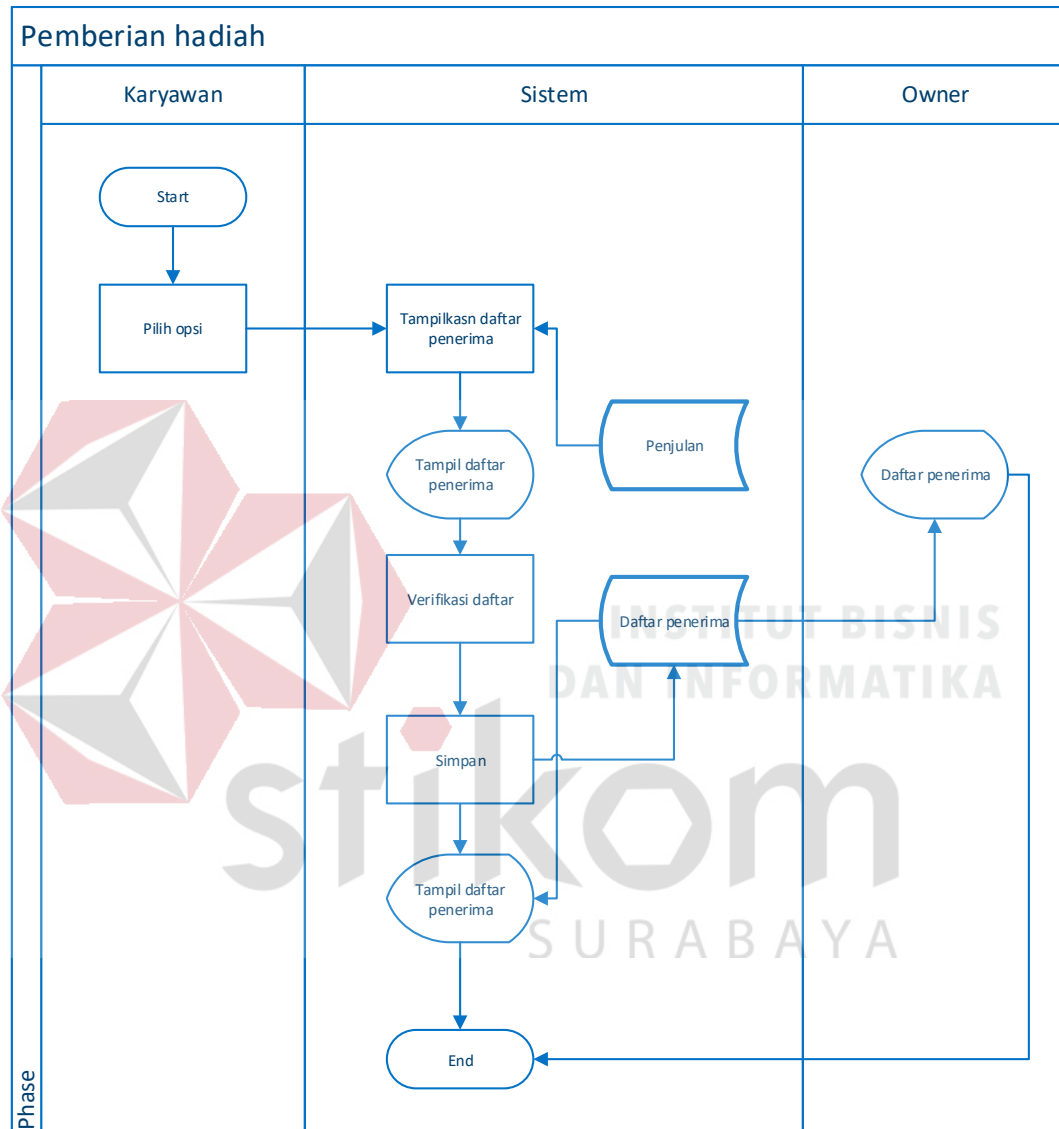 Pemberian hadiah
Karyawan
Sistem
Owner
Start
Pilih opsi
Tampilkasn daftar
penerima
Tampil daftar
penerima
Penjulan
Daftar penerima
Verifikasi daftar
Daftar penerima
INSTITUT BISNIS
DAN INFORMATIKA
Simpan
stikom
Tampil daftar
penerima
SURABAYA
End
Phase